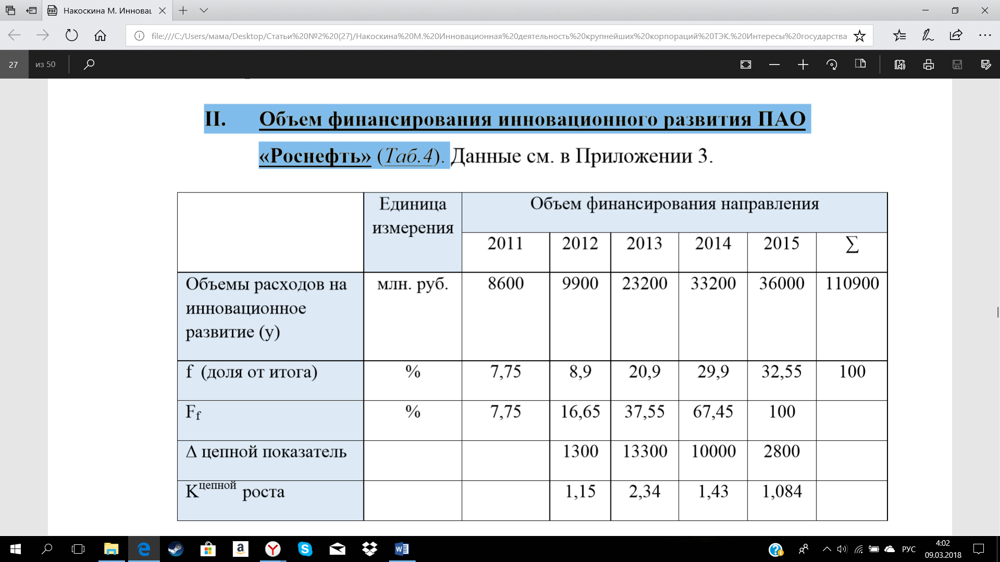 Накоскина М. Инноваг
file:///C:/Users/мама/Desktop/Статьи%20№2%20(27)/Накоскина%20М.%20Инновационная%20деятельность%20крупнейших%20корпораций%20ТЭК.%20Интересы%20государства
27 из 50
II. Объем финансирования инновационного развития ПАО
«Роснефть» (Таб.4). Данные см. в Приложении 3.
Единица
измерения
Объем финансирования направления
2011 2012 2013 2014 2015 ∑
Объемы расходов на
инновационное
развитие (y)
млн. руб. 8600 9900 23200 33200 36000 110900
f (доля от итога) % 7,75 8,9 20,9 29,9 32,55 100
Ff % 7,75 16,65 37,55 67,45 100
Δ цепной показатель 1300 13300 10000 2800
Kцепной роста 1,15 2,34 1,43 1,084
РУС
4:02
09.03.2018